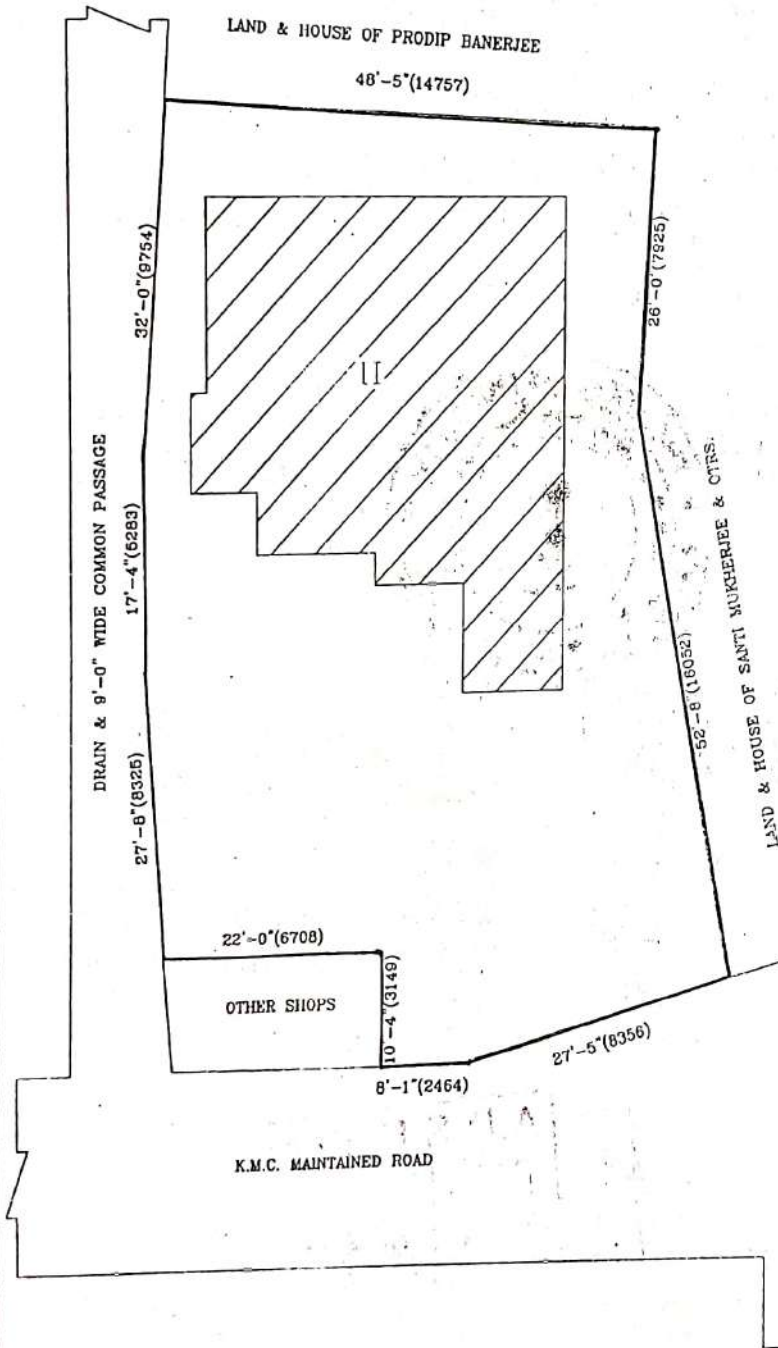 LAND & HOUSE OF PRODIP BANERJEE
48'-5"(14757)
32'-0"(9754)
26'-0"(7925)
11
DRAIN & 9'-0" WIDE COMMON PASSAGE
17'-4"(5283)
LAND & HOUSE OF SANTI MUKHERJEE & OTRS.
52'-8"(16052)
27'-8"(8325)
22'-0"(6708)
OTHER SHOPS
10'-4"(3149)
27'-5"(8356)
8'-1"(2464)
K.M.C. MAINTAINED ROAD